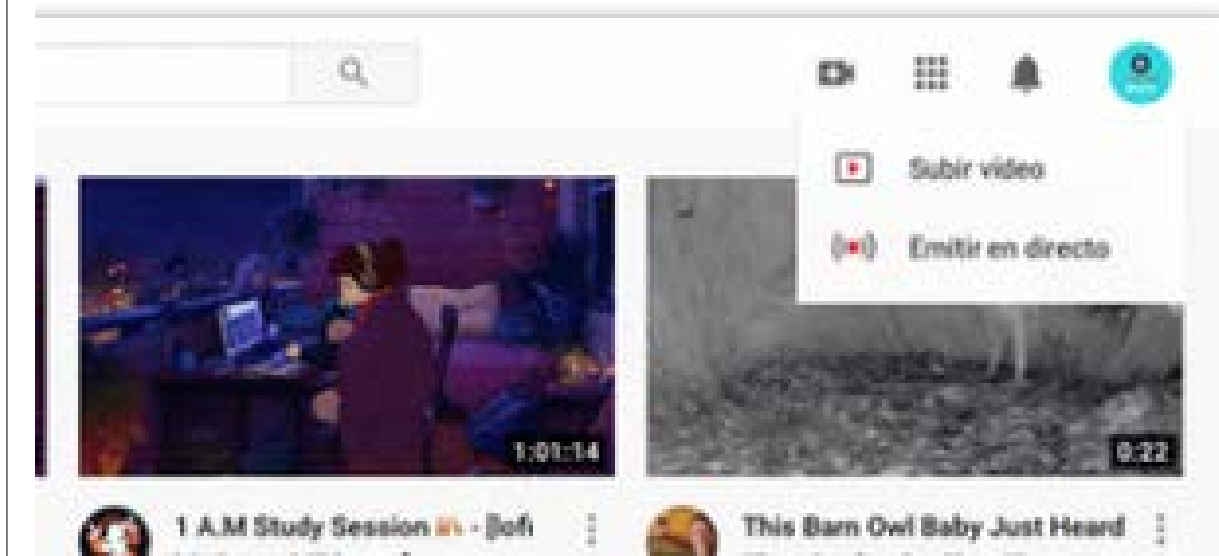 Subir vídeo
Emitir en directo
1:01:14
0:22
1 A.M Study Session 📚 - [lofi
This Barn Owl Baby Just Heard